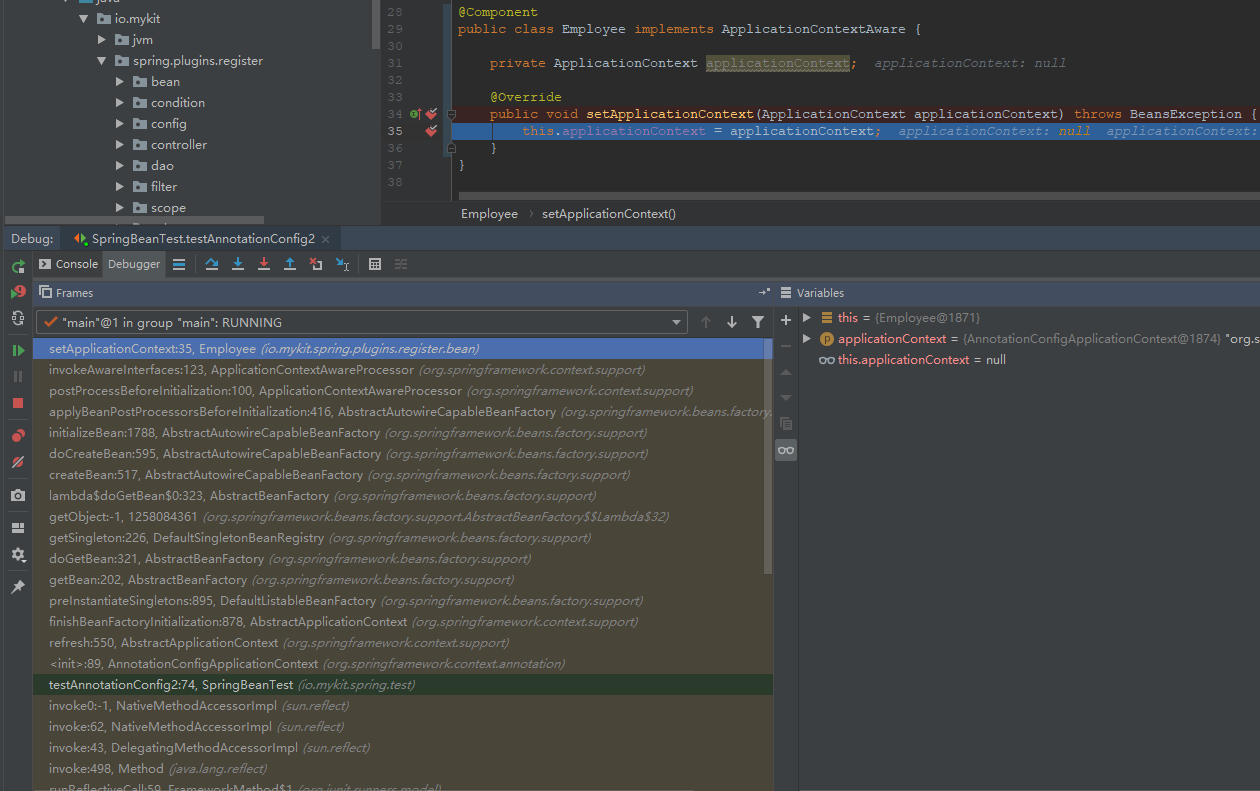 java
io.mykit
jvm
spring.plugins.register
bean
condition
config
controller
dao
filter
scope
28 @Component
29 public class Employee implements ApplicationContextAware {
30
31 private ApplicationContext applicationContext; applicationContext: null
32
33 @Override
34 public void setApplicationContext(ApplicationContext applicationContext) throws BeansException {
35 this.applicationContext = applicationContext; applicationContext: null applicationContext:
36 }
37 }
38
Employee › setApplicationContext()
Debug: SpringBeanTest.testAnnotationConfig2
Console Debugger
Frames
"main"@1 in group "main": RUNNING
setApplicationContext:35, Employee (io.mykit.spring.plugins.register.bean)
invokeAwareInterfaces:123, ApplicationContextAwareProcessor (org.springframework.context.support)
postProcessBeforeInitialization:100, ApplicationContextAwareProcessor (org.springframework.context.support)
applyBeanPostProcessorsBeforeInitialization:416, AbstractAutowireCapableBeanFactory (org.springframework.beans.factory.
initializeBean:1788, AbstractAutowireCapableBeanFactory (org.springframework.beans.factory.support)
doCreateBean:595, AbstractAutowireCapableBeanFactory (org.springframework.beans.factory.support)
createBean:517, AbstractAutowireCapableBeanFactory (org.springframework.beans.factory.support)
lambda$doGetBean$0:323, AbstractBeanFactory (org.springframework.beans.factory.support)
getObject:-1, 1258084361 (org.springframework.beans.factory.support.AbstractBeanFactory$$Lambda$32)
getSingleton:226, DefaultSingletonBeanRegistry (org.springframework.beans.factory.support)
doGetBean:321, AbstractBeanFactory (org.springframework.beans.factory.support)
getBean:202, AbstractBeanFactory (org.springframework.beans.factory.support)
preInstantiateSingletons:895, DefaultListableBeanFactory (org.springframework.beans.factory.support)
finishBeanFactoryInitialization:878, AbstractApplicationContext (org.springframework.context.support)
refresh:550, AbstractApplicationContext (org.springframework.context.support)
<init>:89, AnnotationConfigApplicationContext (org.springframework.context.annotation)
testAnnotationConfig2:74, SpringBeanTest (io.mykit.spring.test)
invoke0:-1, NativeMethodAccessorImpl (sun.reflect)
invoke:62, NativeMethodAccessorImpl (sun.reflect)
invoke:43, DelegatingMethodAccessorImpl (sun.reflect)
invoke:498, Method (java.lang.reflect)
runReflectiveCall:59, FrameworkMethod$1 (org.junit.runners.model)
Variables
this = {Employee@1871}
applicationContext = {AnnotationConfigApplicationContext@1874} "org.s
this.applicationContext = null